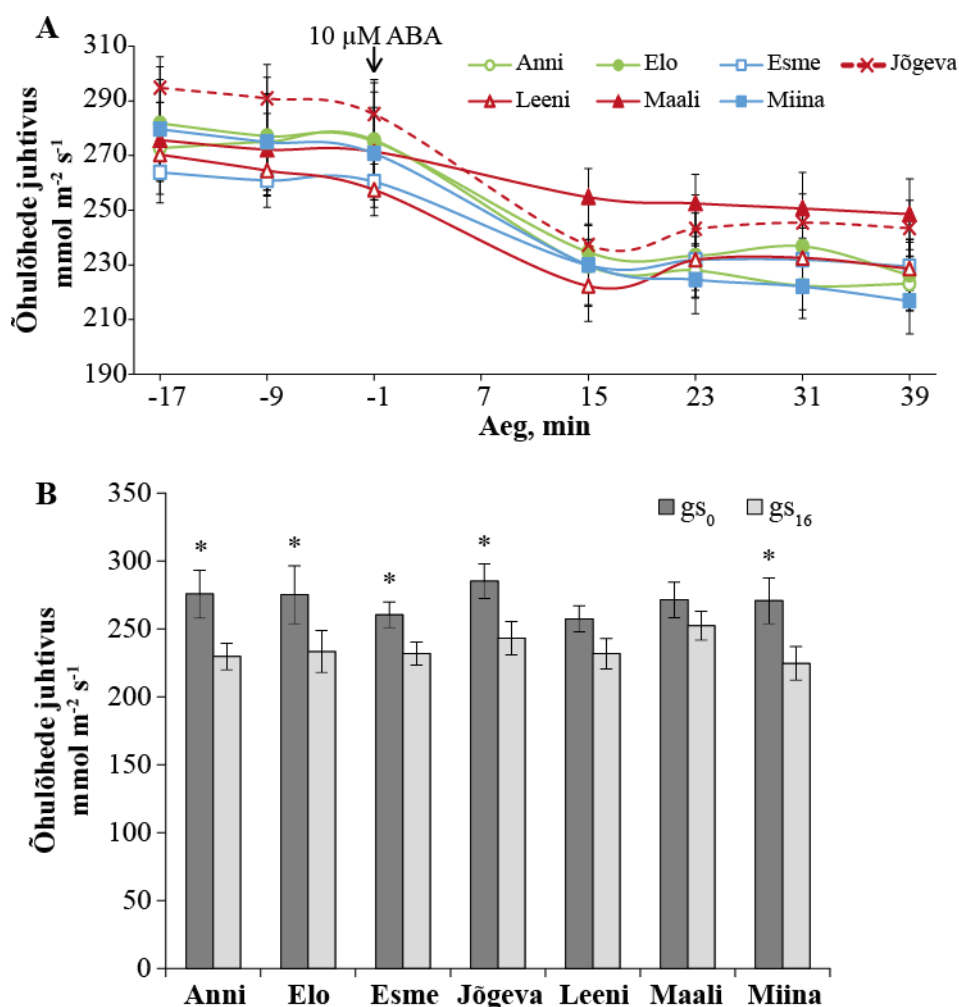 A
10 µM ABA
Anni Elo Esme Jõgeva
Leeni Maali Miina
Õhulõhede juhtivus
mmol m⁻² s⁻¹
310
290
270
250
230
210
190
-17 -9 -1 7 15 23 31 39
Aeg, min
B
gs₀ gs₁₆
Õhulõhede juhtivus
mmol m⁻² s⁻¹
350
300
250
200
150
100
50
0
* * * * *
Anni Elo Esme Jõgeva Leeni Maali Miina